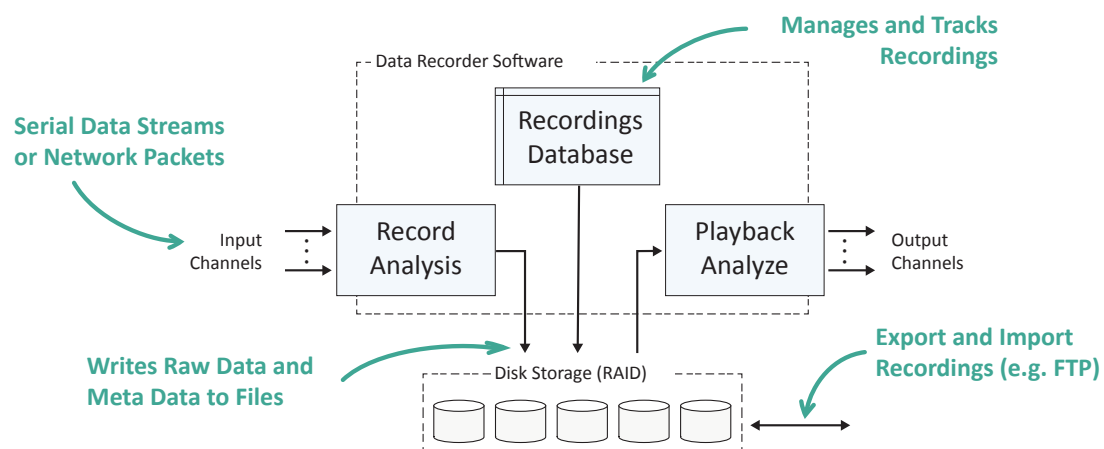 Manages and Tracks
Recordings
Data Recorder Software
Serial Data Streams
or Network Packets
Recordings
Database
Input
Channels
Record
Analysis
Playback
Analyze
Output
Channels
Writes Raw Data and
Meta Data to Files
Export and Import
Recordings (e.g. FTP)
Disk Storage (RAID)